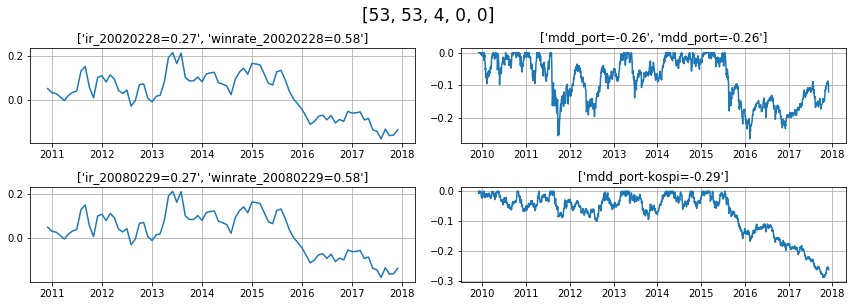 [53, 53, 4, 0, 0]
['ir_20020228=0.27', 'winrate_20020228=0.58']
0.2
0.0
2011 2012 2013 2014 2015 2016 2017 2018
['mdd_port=-0.26', 'mdd_port=-0.26']
0.0
−0.1
−0.2
2010 2011 2012 2013 2014 2015 2016 2017 2018
['ir_20080229=0.27', 'winrate_20080229=0.58']
0.2
0.0
2011 2012 2013 2014 2015 2016 2017 2018
['mdd_port-kospi=-0.29']
0.0
−0.1
−0.2
−0.3
2010 2011 2012 2013 2014 2015 2016 2017 2018